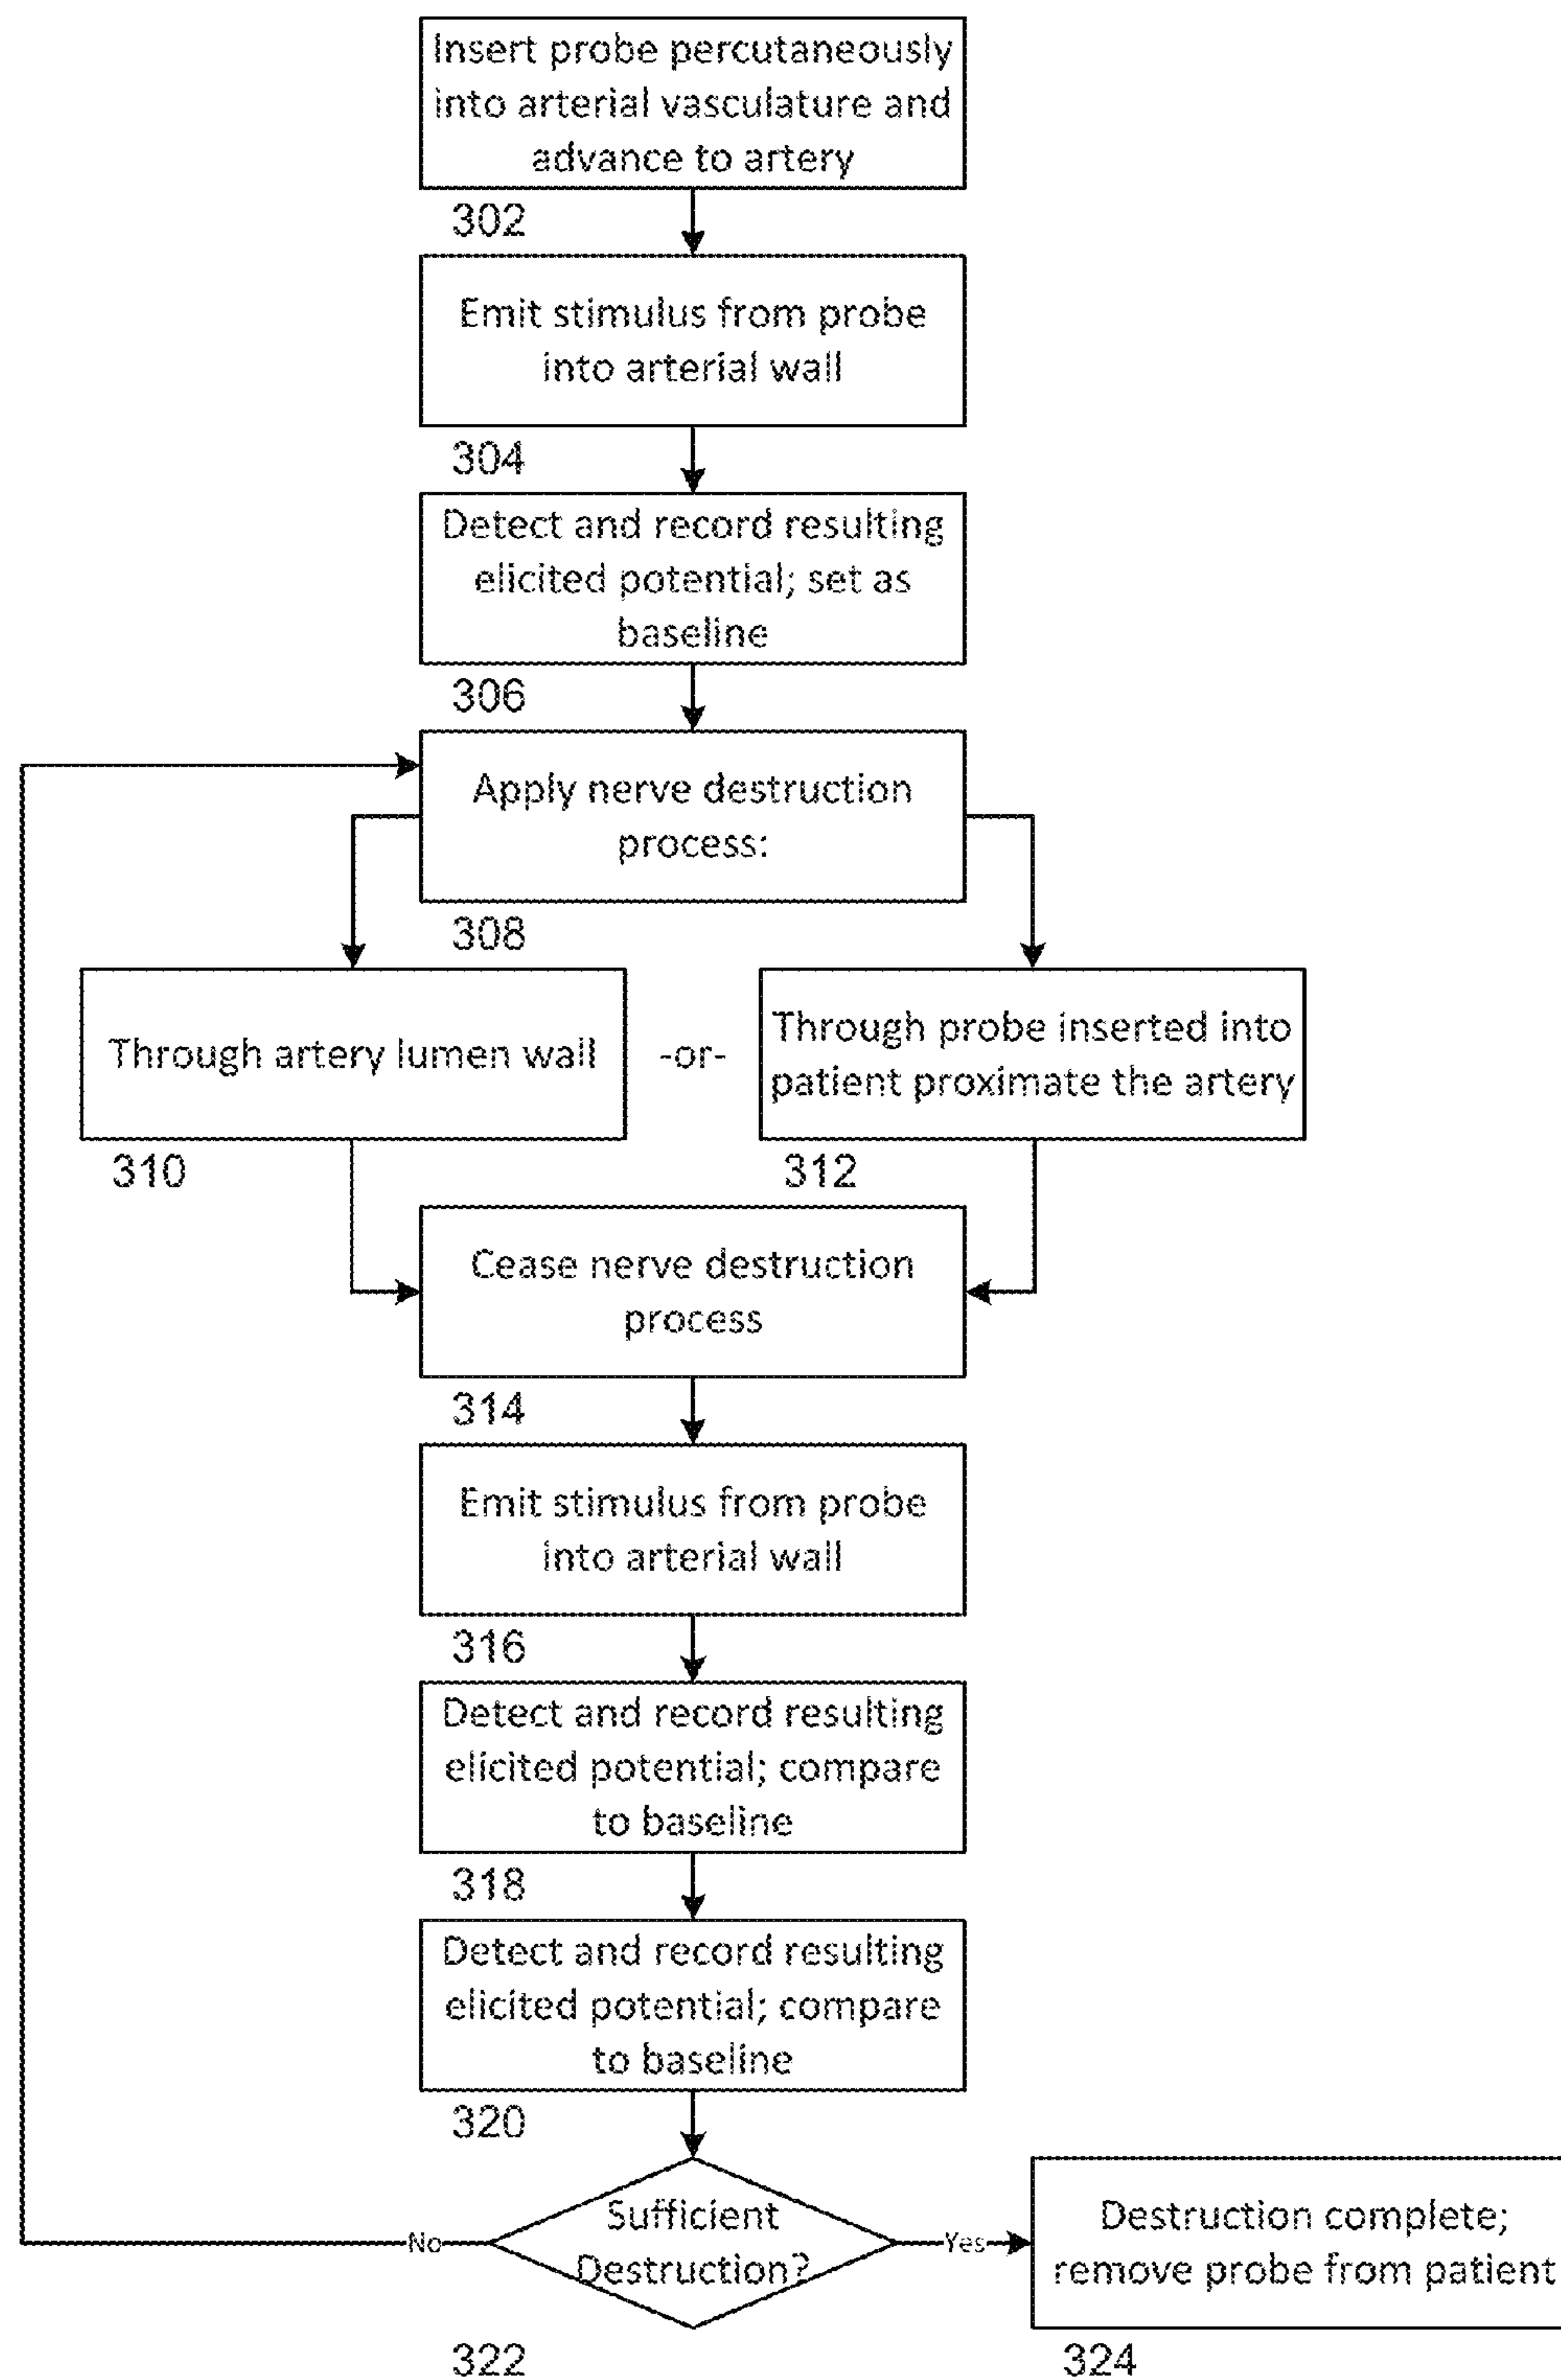 Insert probe percutaneously
into arterial vasculature and
advance to artery
302
Emit stimulus from probe
into arterial wall
304
Detect and record resulting
elicited potential; set as
baseline
306
Apply nerve destruction
process:
308
Through artery lumen wall
-or-
Through probe inserted into
patient proximate the artery
310
312
Cease nerve destruction
process
314
Emit stimulus from probe
into arterial wall
316
Detect and record resulting
elicited potential; compare
to baseline
318
Detect and record resulting
elicited potential; compare
to baseline
320
Sufficient
Destruction?
No
Yes
Destruction complete;
remove probe from patient
322
324